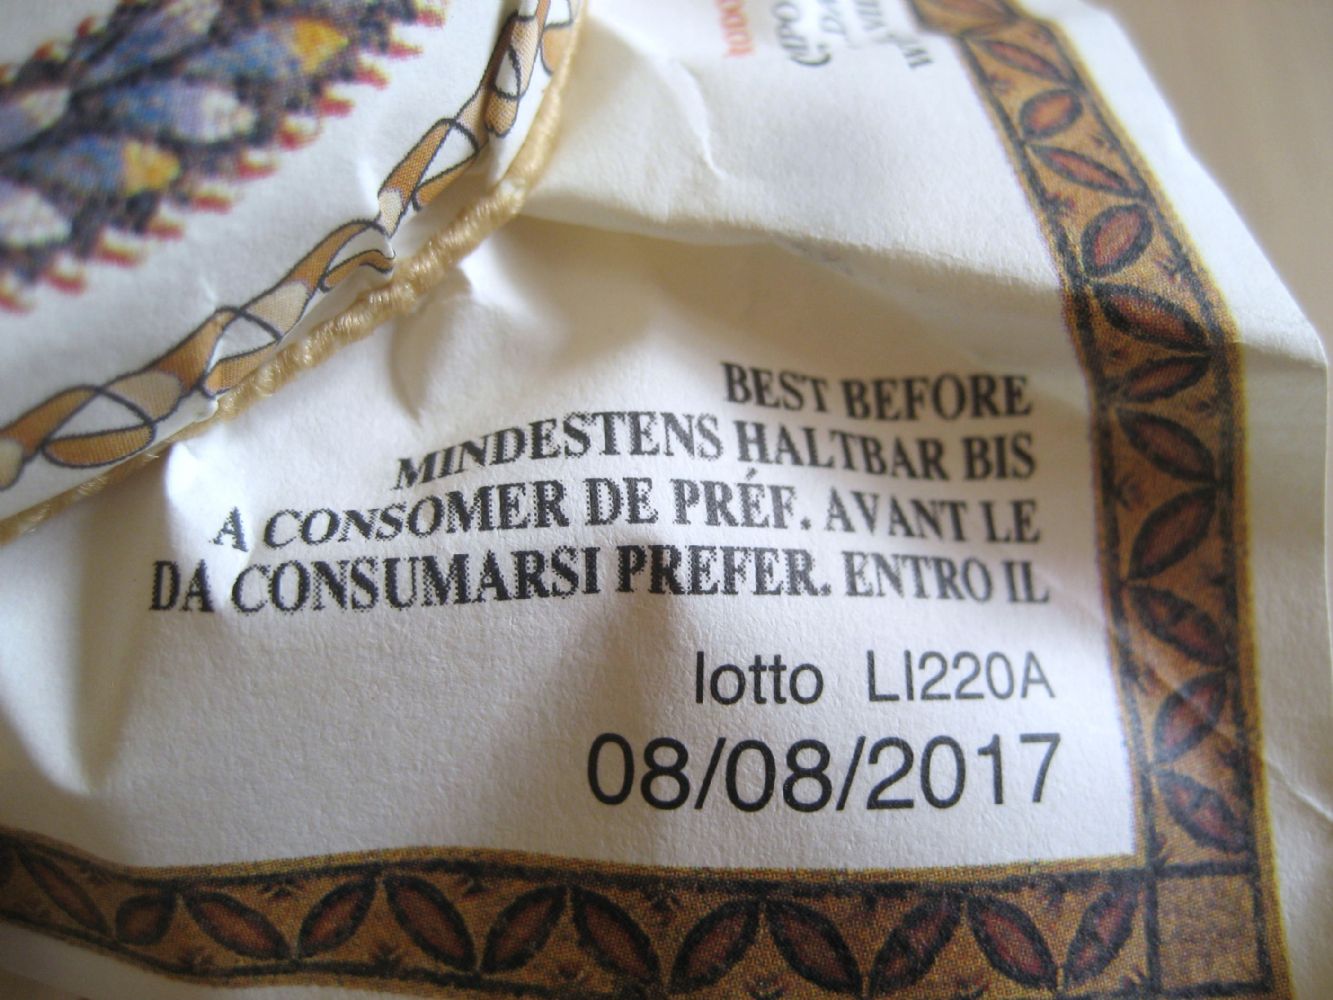 BEST BEFORE
MINDESTENS HALTBAR BIS
A CONSOMER DE PRÉF. AVANT LE
DA CONSUMARSI PREFER. ENTRO IL
lotto LI220A
08/08/2017